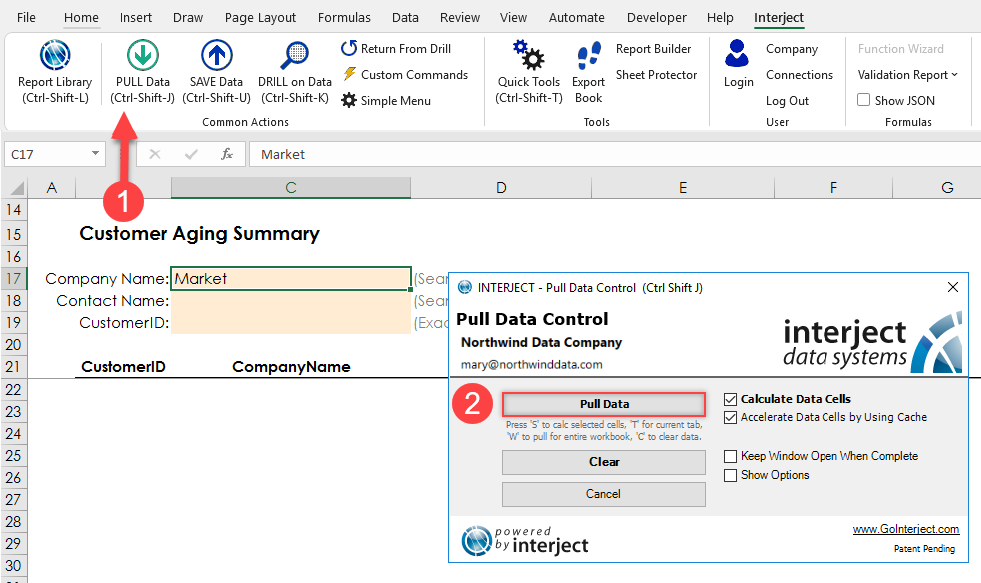 File Home Insert Draw Page Layout Formulas Data Review View Automate Developer Help Interject
Report Library
(Ctrl-Shift-L)
PULL Data
(Ctrl-Shift-J)
SAVE Data
(Ctrl-Shift-U)
DRILL on Data
(Ctrl-Shift-K)
Return From Drill
Custom Commands
Simple Menu
Common Actions
Quick Tools
(Ctrl-Shift-T)
Export
Book
Report Builder
Sheet Protector
Tools
Login
Company
Connections
Log Out
User
Function Wizard
Validation Report
Show JSON
Formulas
C17 fx Market
A C D E F G
14
15 Customer Aging Summary
16
17 Company Name: Market (Sear
18 Contact Name: (Sear
19 CustomerID: (Exac
20
21 CustomerID CompanyName
22
23
24
25
26
27
28
29
30
1
INTERJECT - Pull Data Control (Ctrl Shift J)
Pull Data Control
Northwind Data Company
mary@northwinddata.com
interject
data systems
2
Pull Data
Press 'S' to calc selected cells, 'T' for current tab,
'W' to pull for entire workbook, 'C' to clear data.
Clear
Cancel
Calculate Data Cells
Accelerate Data Cells by Using Cache
Keep Window Open When Complete
Show Options
powered
by interject
www.GoInterject.com
Patent Pending